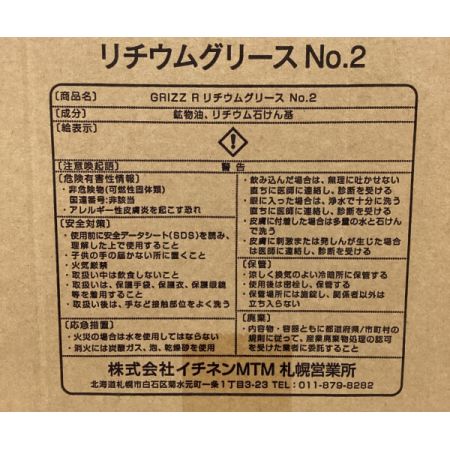 リチウムグリース No.2
［商品名］ GRIZZ R リチウムグリース No.2
［成分］ 鉱物油、リチウム石けん基
［絵表示］
［注意喚起語］ 警告
［危険有害性情報］
・非危険物(可燃性固体類)
国連番号:非該当
・アレルギー性皮膚炎を起こす恐れ
［安全対策］
・使用前に安全データシート(SDS)を読み、
理解した上で使用すること
・子供の手の届かない所に置くこと
・火気厳禁
・取扱い中は飲食しないこと
・取扱いは、保護手袋、保護衣、保護眼鏡
等を着用すること
・取扱い後は、手など接触部位をよく洗う
［応急措置］
・火災の場合は水を使用してはならない
・消火には炭酸ガス、泡、乾燥砂を使用
・飲み込んだ場合は、無理に吐かせない
直ちに医師に連絡し、診断を受ける
・眼に入った場合は、浄水で十分に洗う
直ちに医師に連絡し、診断を受ける
・皮膚に付着した場合は多量の水と石けん
で洗う
・皮膚に刺激または発しんが生じた場合
は医師に連絡し、診断を受ける
［保管］
・涼しく換気のよい冷暗所に保管する
・使用後は密栓し、保管する
・保管場所には施錠し、関係者以外は
立ち入らない
［廃棄］
・内容物・容器ともに都道府県/市町村の
規則に従って、産業廃棄物処理の認可
を受けた業者に委託すること
株式会社イチネンMTM 札幌営業所
北海道札幌市白石区菊水元町一条1丁目3-23 TEL：011-879-8282